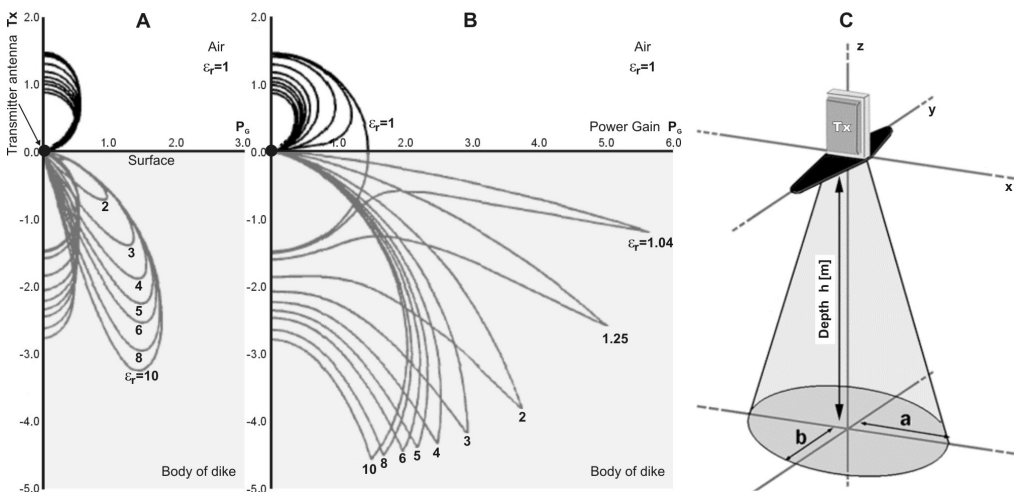 Transmitter antenna Tx
2.0
1.0
0.0
-1.0
-2.0
-3.0
-4.0
-5.0
A
Air
εr=1
PG
1.0
2.0
3.0
Surface
2
3
4
5
6
8
εr=10
Body of dike
2.0
1.0
0.0
-1.0
-2.0
-3.0
-4.0
-5.0
B
Air
εr=1
εr=1
Power Gain PG
1.0
2.0
3.0
4.0
5.0
6.0
εr=1.04
1.25
2
3
4
5
6
8
10
Body of dike
C
z
y
Tx
x
Depth h [m]
a
b